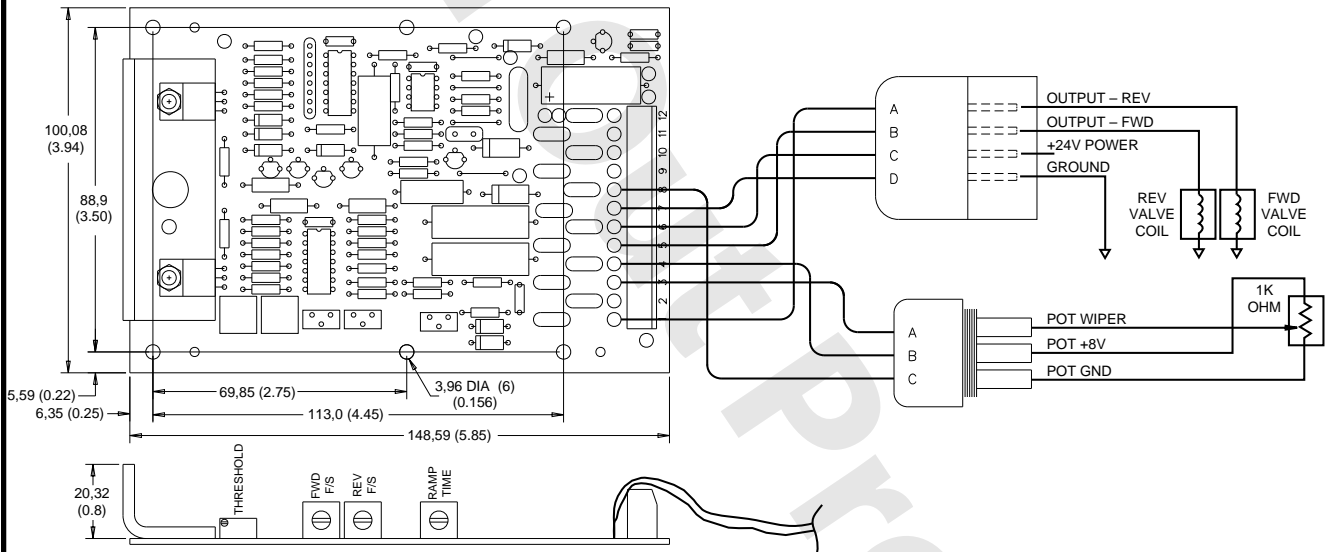 100,08
(3.94)
88,9
(3.50)
5,59 (0.22)
6,35 (0.25)
69,85 (2.75)
113,0 (4.45)
148,59 (5.85)
3,96 DIA (6)
(0.156)
+
12
11
10
9
8
7
6
5
4
3
2
1
A
B
C
D
OUTPUT – REV
OUTPUT – FWD
+24V POWER
GROUND
REV
VALVE
COIL
FWD
VALVE
COIL
A
B
C
POT WIPER
POT +8V
POT GND
1K
OHM
20,32
(0.8)
THRESHOLD
FWD
F/S
REV
F/S
RAMP
TIME
Out Pr